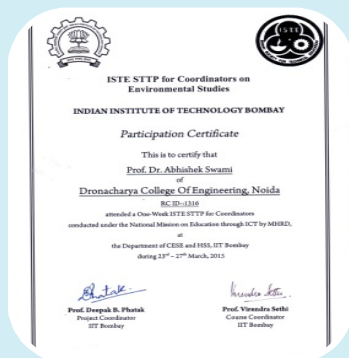 ISTE
ISTE STTP for Coordinators on
Environmental Studies
INDIAN INSTITUTE OF TECHNOLOGY BOMBAY
Participation Certificate
This is to certify that
Prof. Dr. Abhishek Swami
of
Dronacharya College Of Engineering, Noida
RC ID-:1316
attended a One-Week ISTE STTP for Coordinators
conducted under the National Mission on Education through ICT by MHRD,
at
the Department of CESE and HSS, IIT Bombay
during 23rd – 27th March, 2015
Prof. Deepak B. Phatak
Project Coordinator
IIT Bombay
Prof. Virendra Sethi
Course Coordinator
IIT Bombay